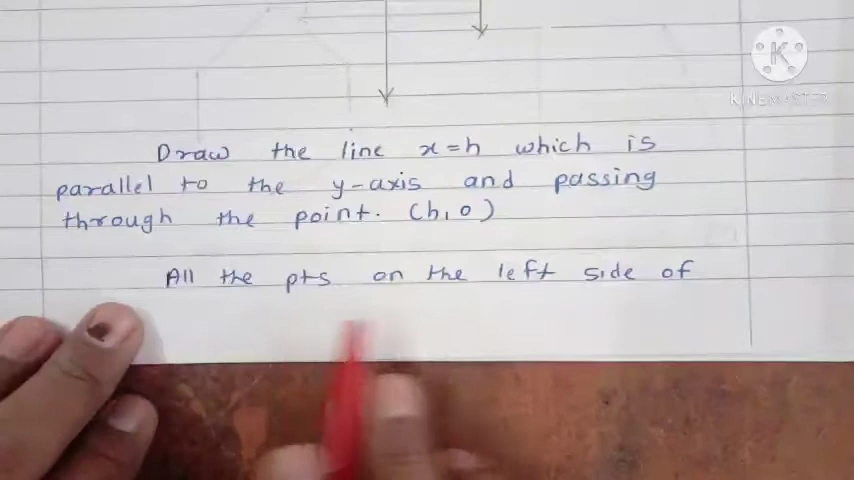 K
KINEMASTER
Draw the line x=h which is
parallel to the y-axis and passing
through the point. (h, 0)
All the pts on the left side of